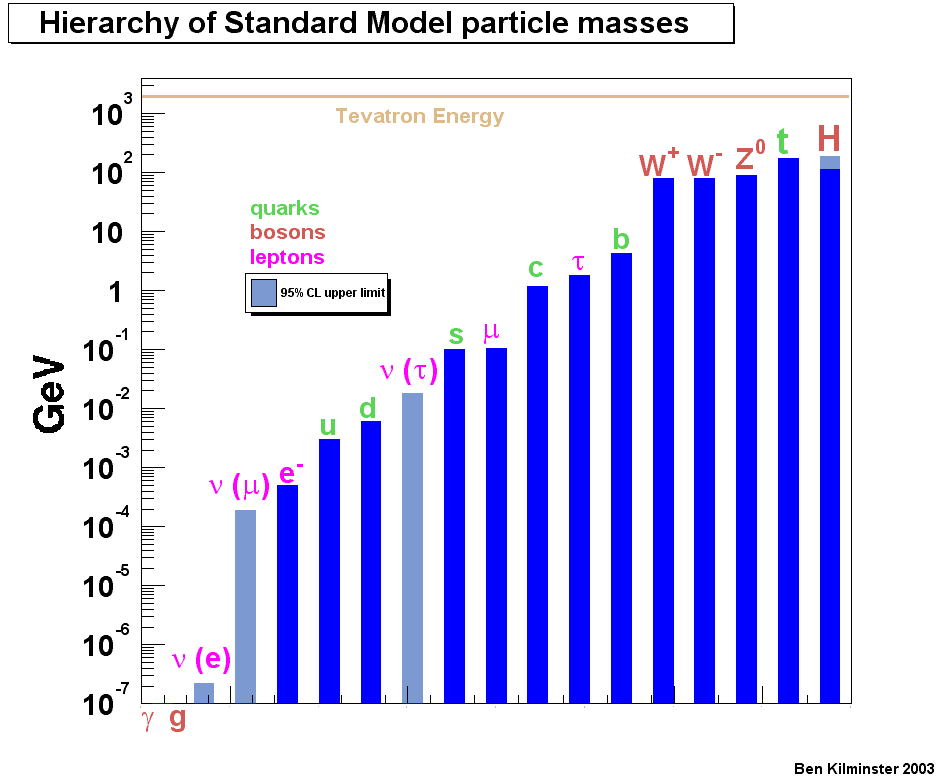 Hierarchy of Standard Model particle masses
Tevatron Energy
quarks
bosons
leptons
95% CL upper limit
GeV
10³
10²
10
1
10⁻¹
10⁻²
10⁻³
10⁻⁴
10⁻⁵
10⁻⁶
10⁻⁷
γ
g
ν (e)
ν (μ)
e⁻
u
d
ν (τ)
s
μ
c
τ
b
W⁺
W⁻
Z⁰
t
H
Ben Kilminster 2003